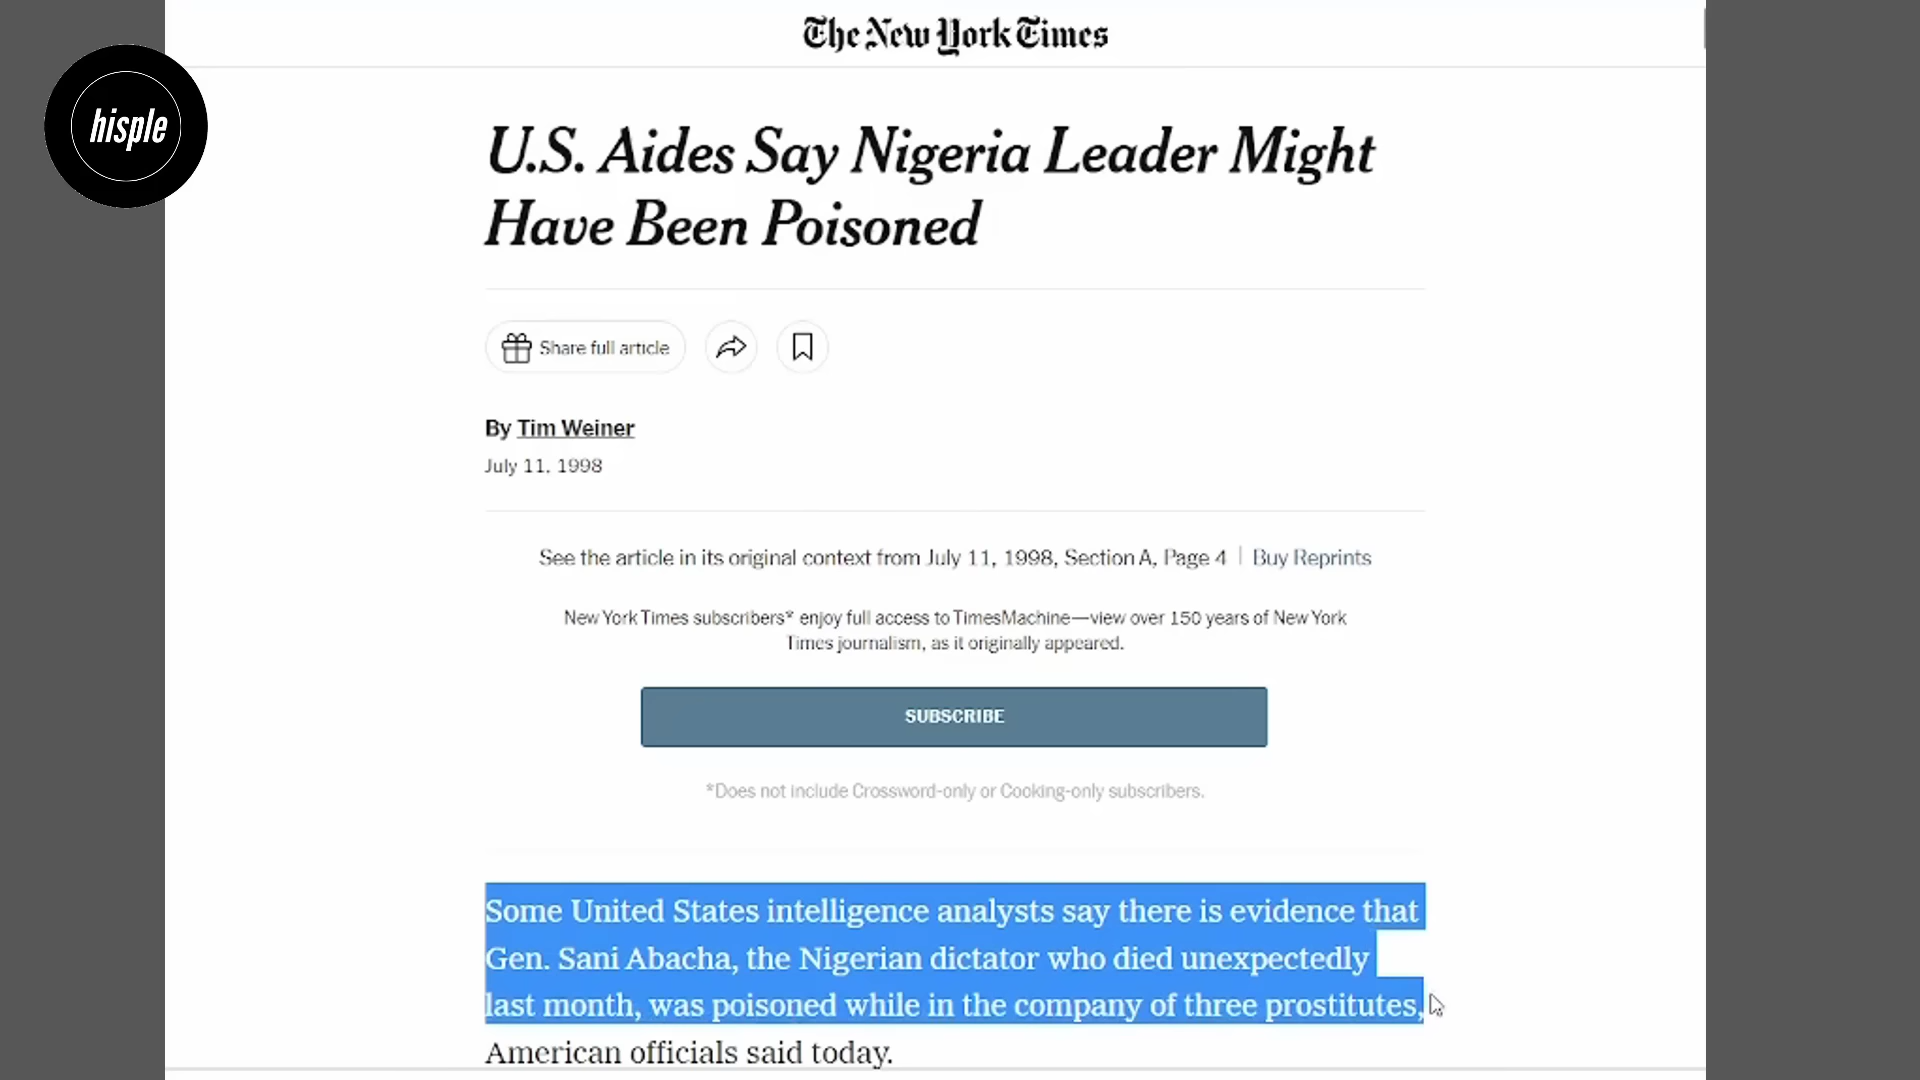 The New York Times
hisple
U.S. Aides Say Nigeria Leader Might
Have Been Poisoned
Share full article
By Tim Weiner
July 11, 1998
See the article in its original context from July 11, 1998, Section A, Page 4 | Buy Reprints
New York Times subscribers* enjoy full access to TimesMachine—view over 150 years of New York
Times journalism, as it originally appeared.
SUBSCRIBE
*Does not include Crossword-only or Cooking-only subscribers.
Some United States intelligence analysts say there is evidence that
Gen. Sani Abacha, the Nigerian dictator who died unexpectedly
last month, was poisoned while in the company of three prostitutes,
American officials said today.